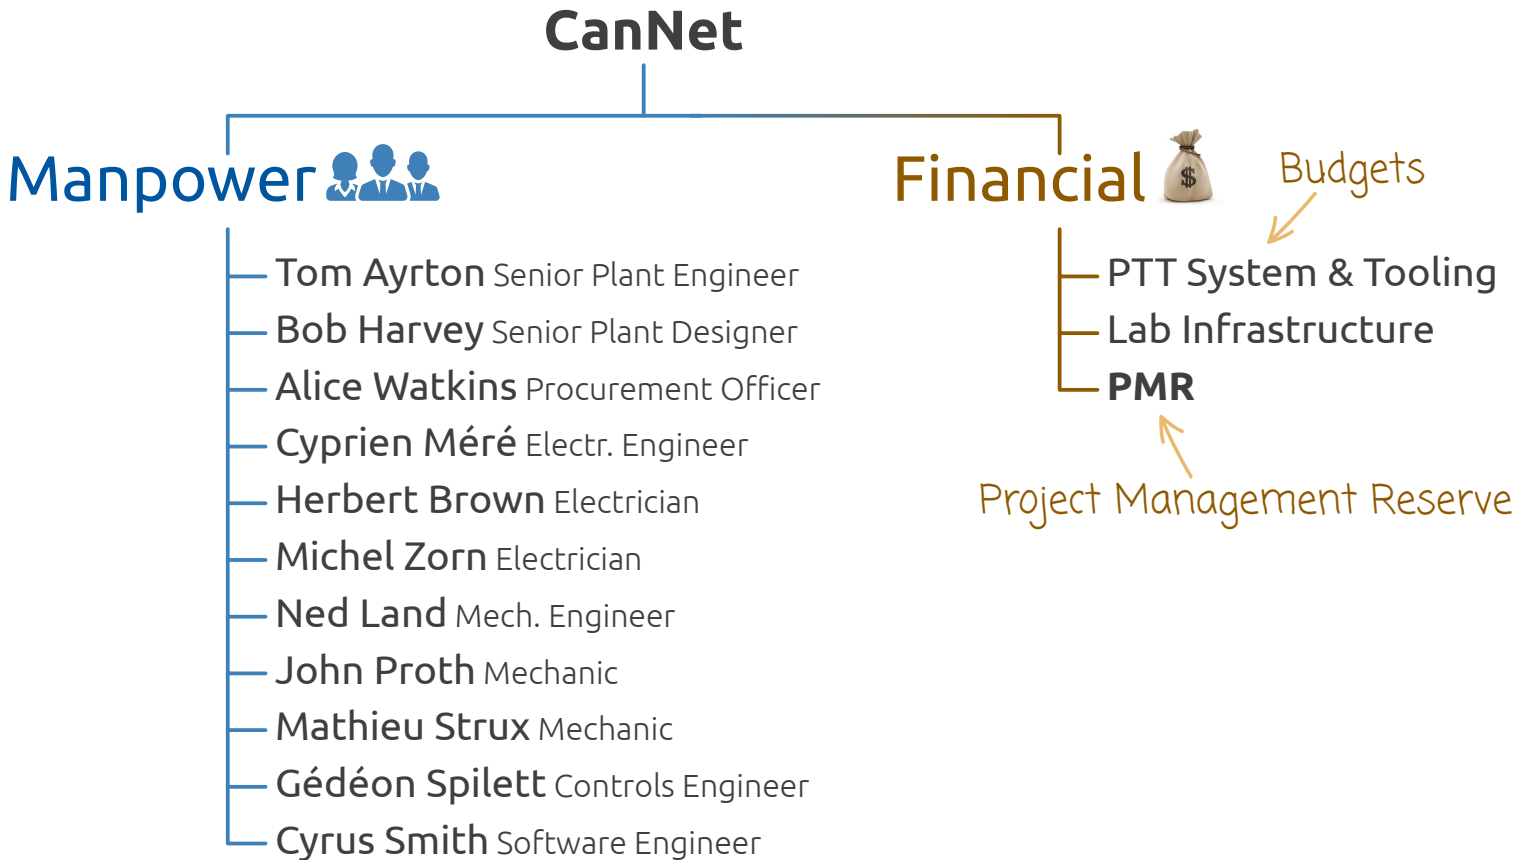 CanNet
Manpower
Tom Ayrton Senior Plant Engineer
Bob Harvey Senior Plant Designer
Alice Watkins Procurement Officer
Cyprien Méré Electr. Engineer
Herbert Brown Electrician
Michel Zorn Electrician
Ned Land Mech. Engineer
John Proth Mechanic
Mathieu Strux Mechanic
Gédéon Spilett Controls Engineer
Cyrus Smith Software Engineer
Financial
$
Budgets
PTT System & Tooling
Lab Infrastructure
PMR
Project Management Reserve